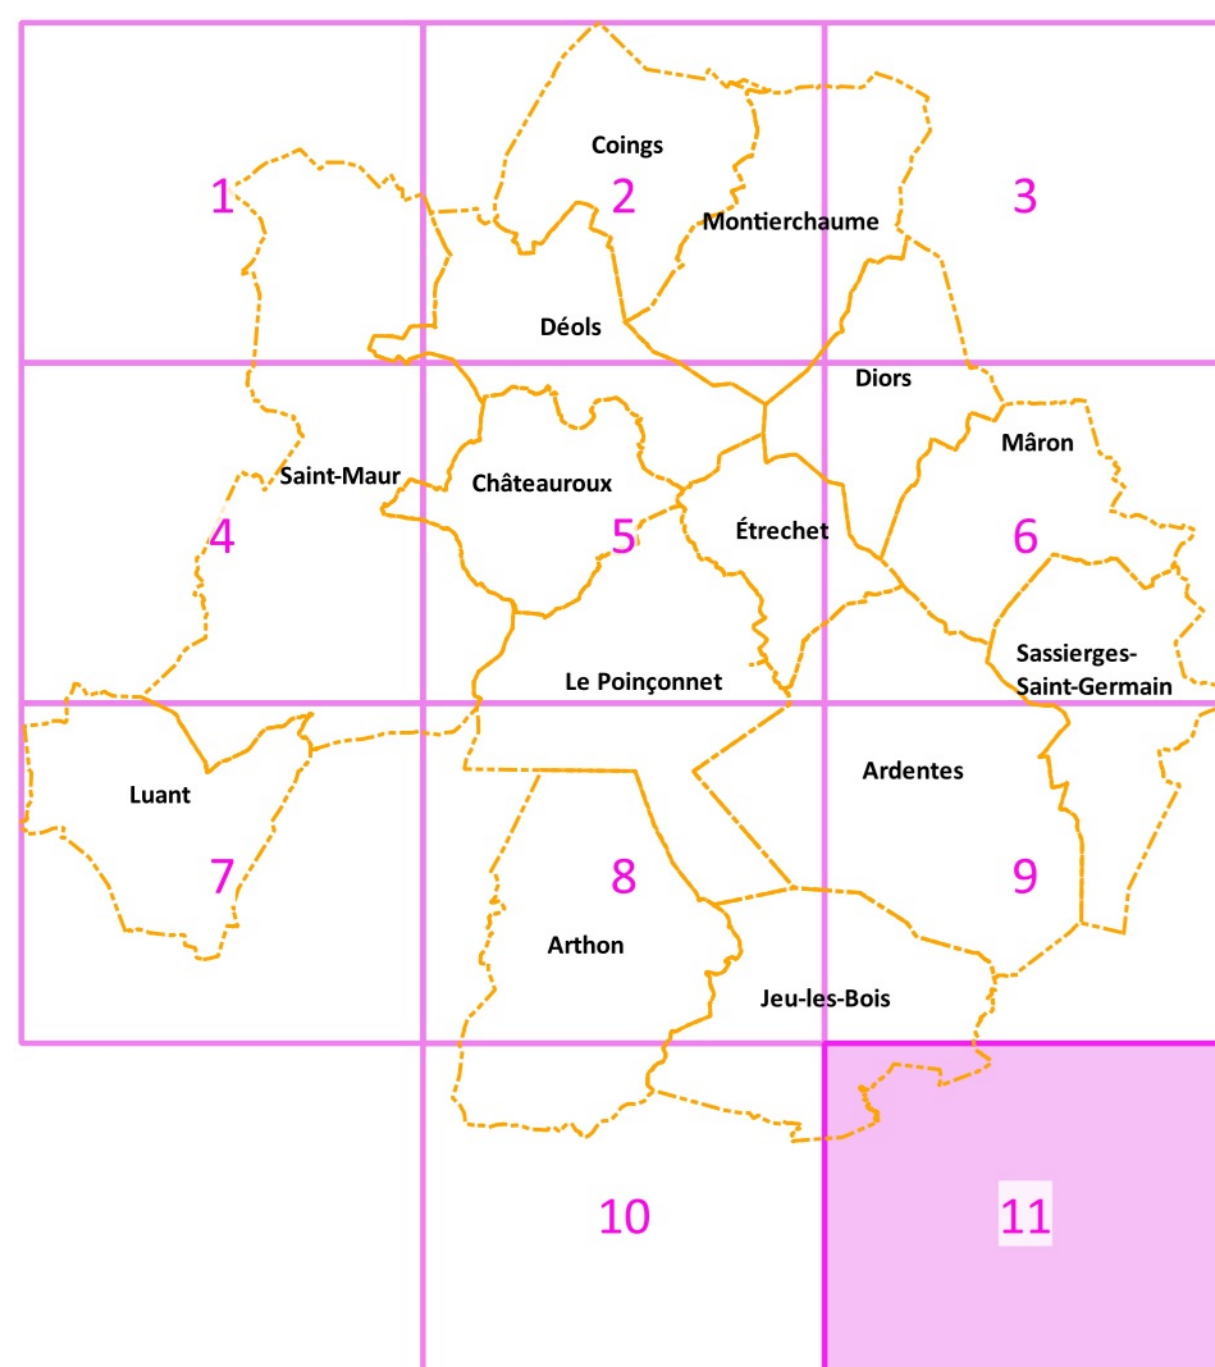 Coings
1
2
3
Montierchaume
Déols
Diors
Mâron
Saint-Maur
Châteauroux
Étrechet
4
5
6
Sassierges-
Saint-Germain
Le Poinçonnet
Ardentes
Luant
7
8
9
Arthon
Jeu-les-Bois
10
11